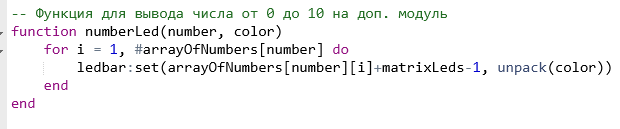 -- Функция для вывода числа от 0 до 10 на доп. модуль
function numberLed(number, color)
    for i = 1, #arrayOfNumbers[number] do
        ledbar:set(arrayOfNumbers[number][i]+matrixLeds-1, unpack(color))
    end
end